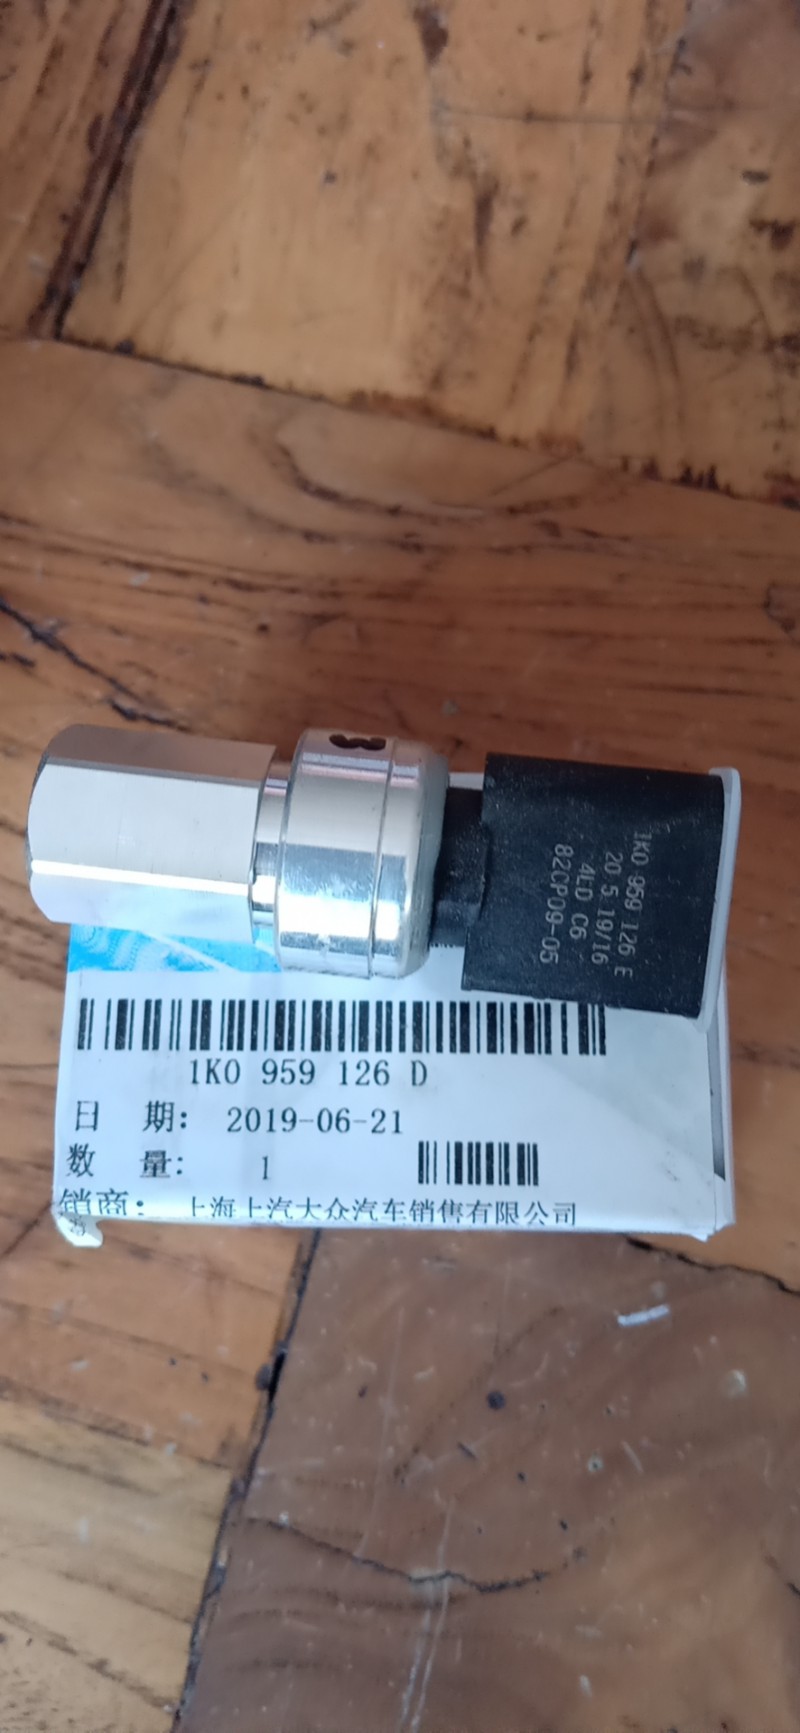 1K0 959 126 E
20 5 19/16
4LD C6
82CP09-05
1K0 959 126 D
日 期: 2019-06-21
数 量: 1
销商: 上海上汽大众汽车销售有限公司